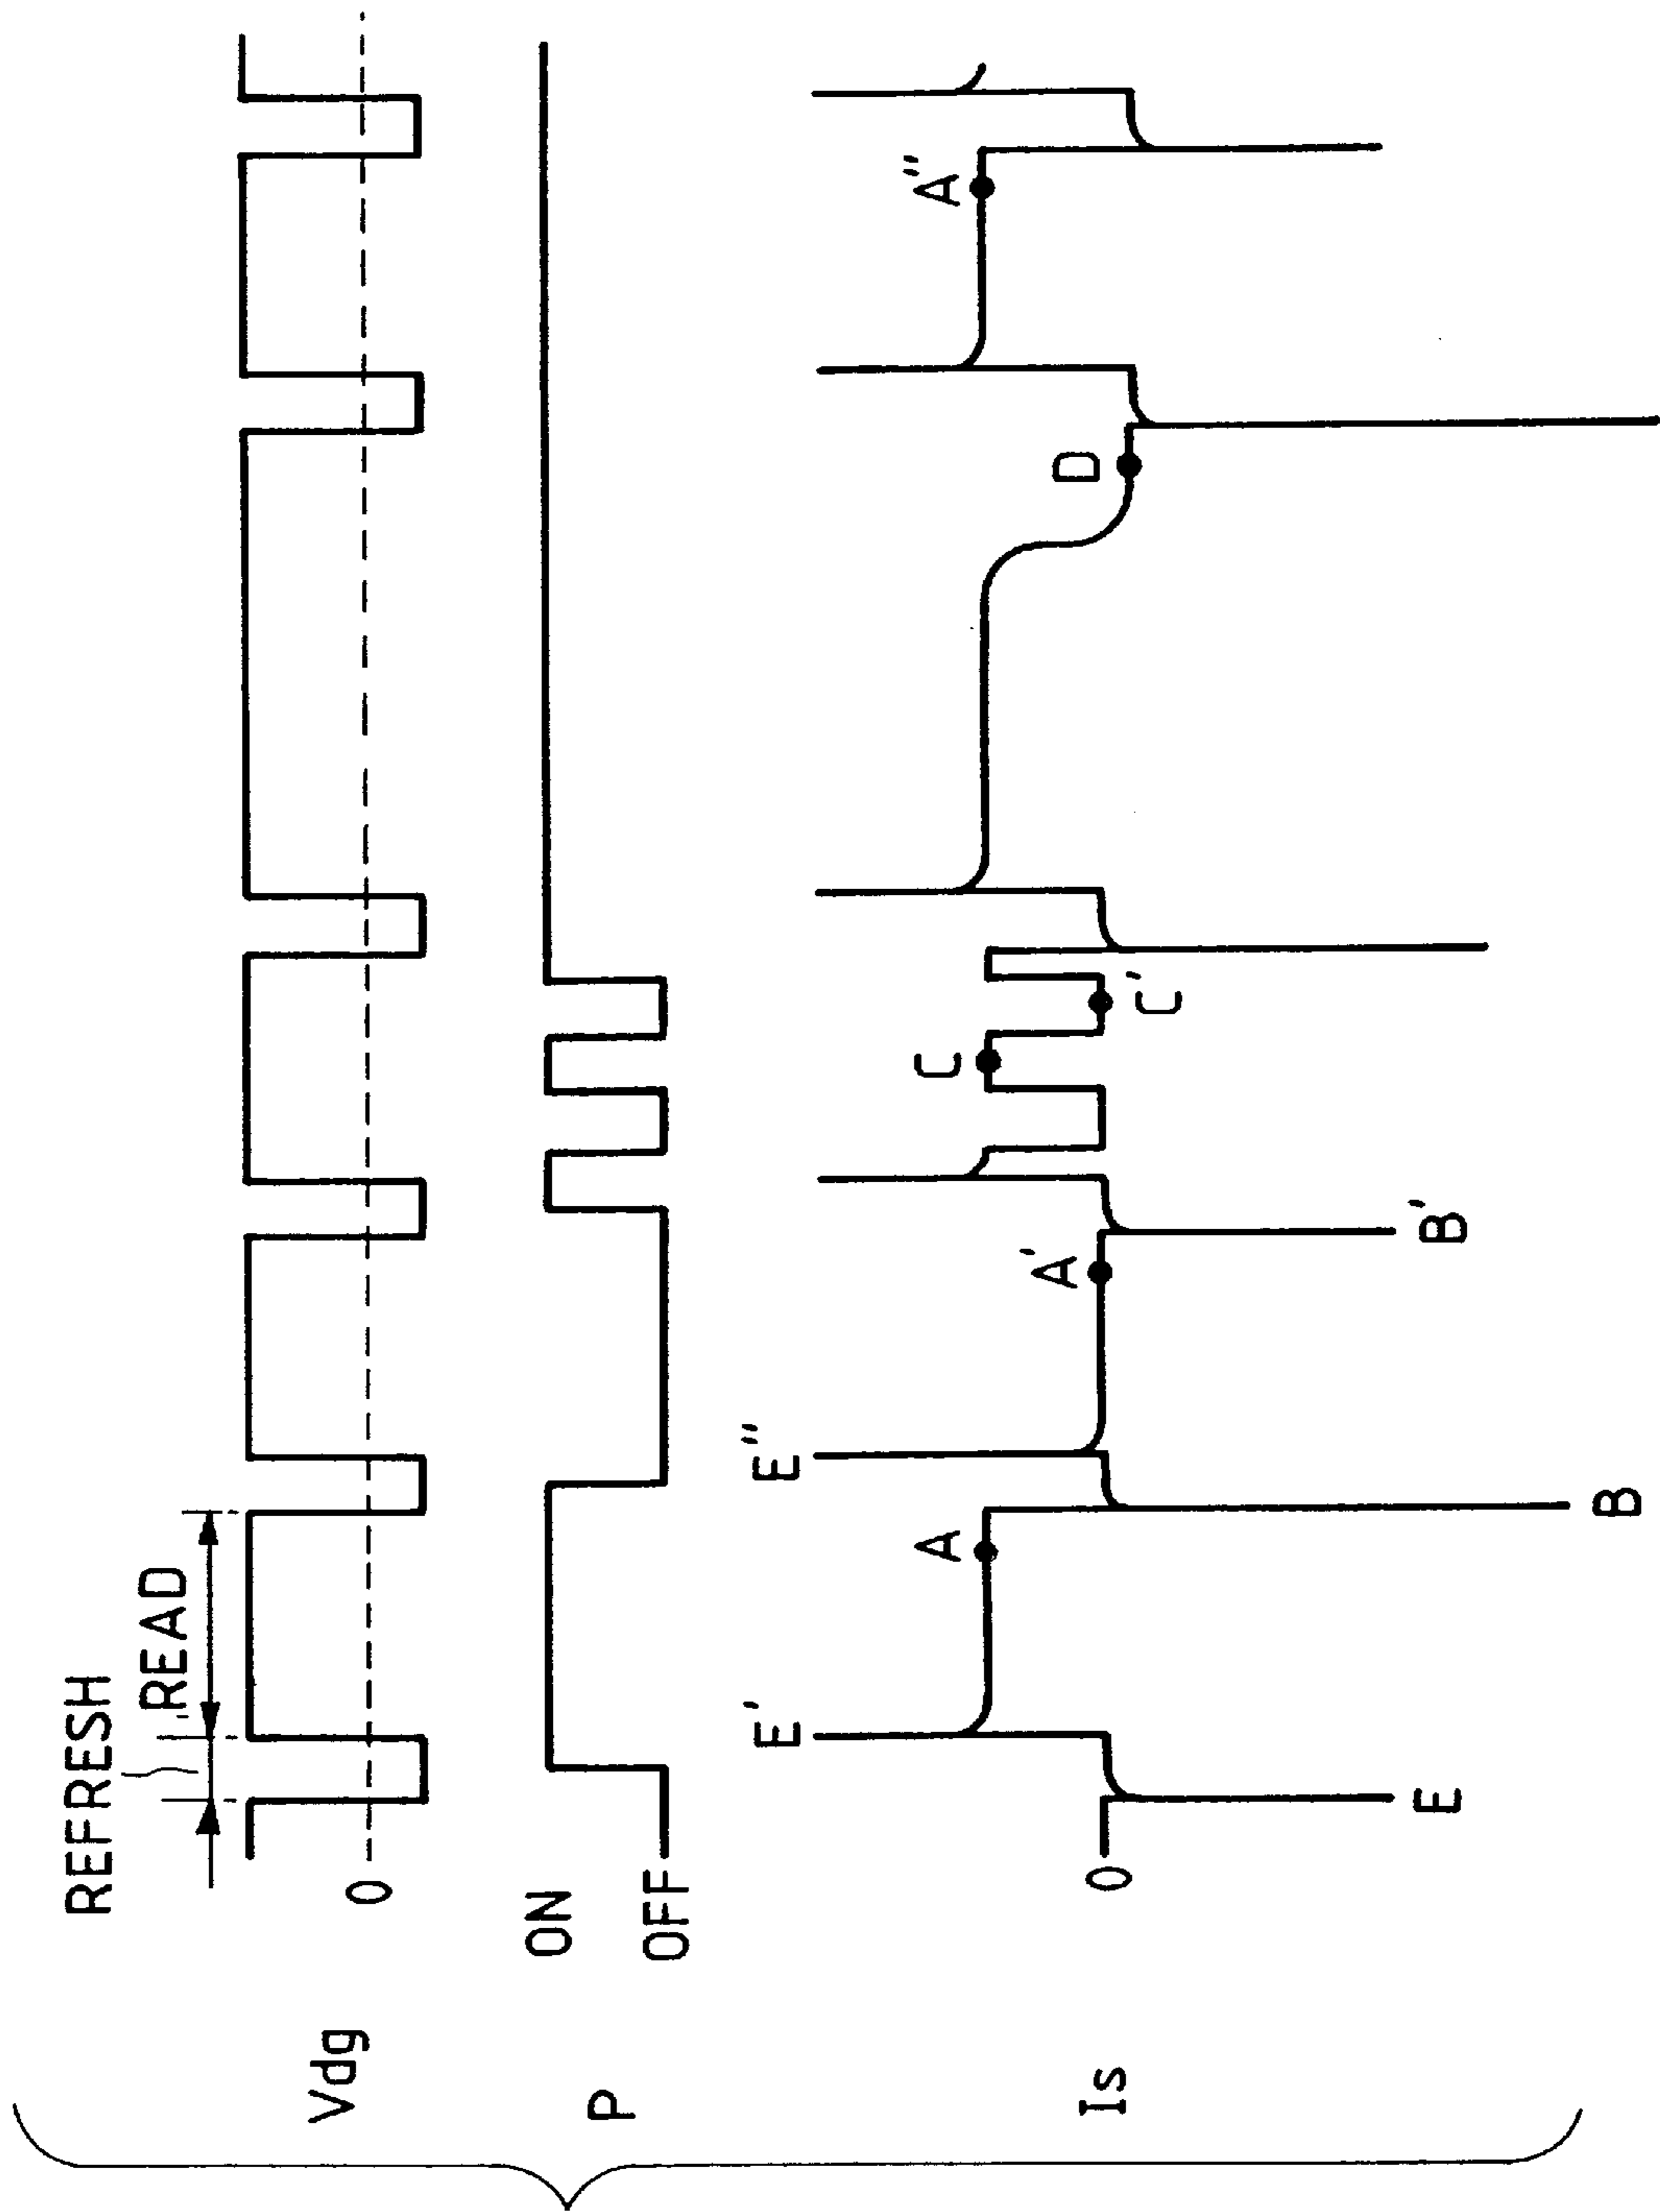 REFRESH
READ
Vdg
0
P
ON
OFF
Is
0
E
E'
A
B
E"
A'
B'
C
C'
D
A"